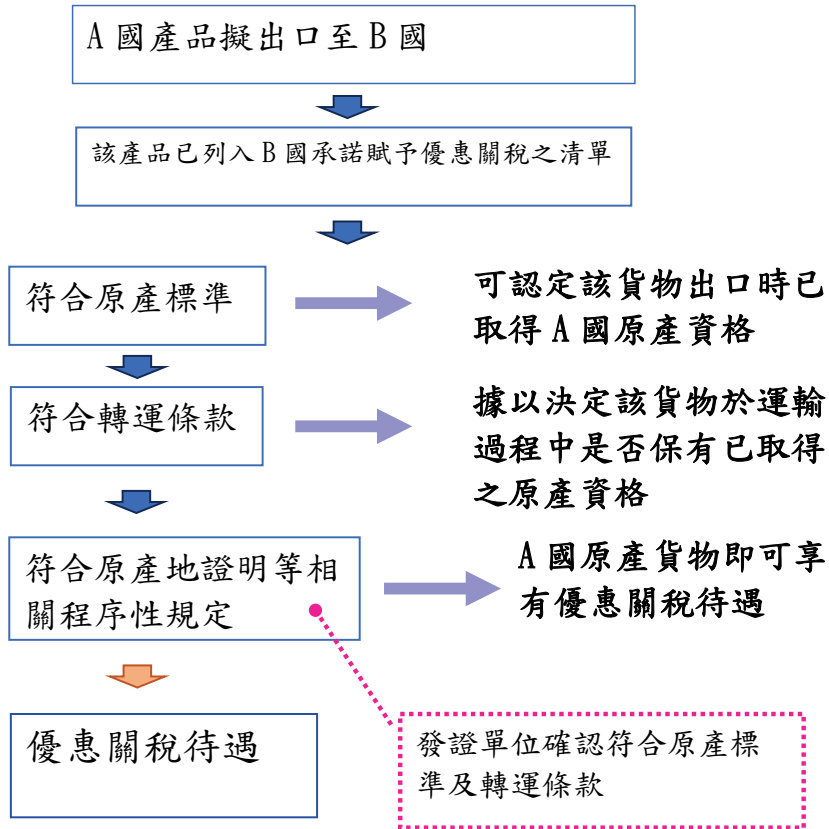 A國產品擬出口至B國
該產品已列入B國承諾賦予優惠關稅之清單
符合原產標準
可認定該貨物出口時已
取得A國原產資格
符合轉運條款
據以決定該貨物於運輸
過程中是否保有已取得
之原產資格
符合原產地證明等相
關程序性規定
A國原產貨物即可享
有優惠關稅待遇
優惠關稅待遇
發證單位確認符合原產標
準及轉運條款